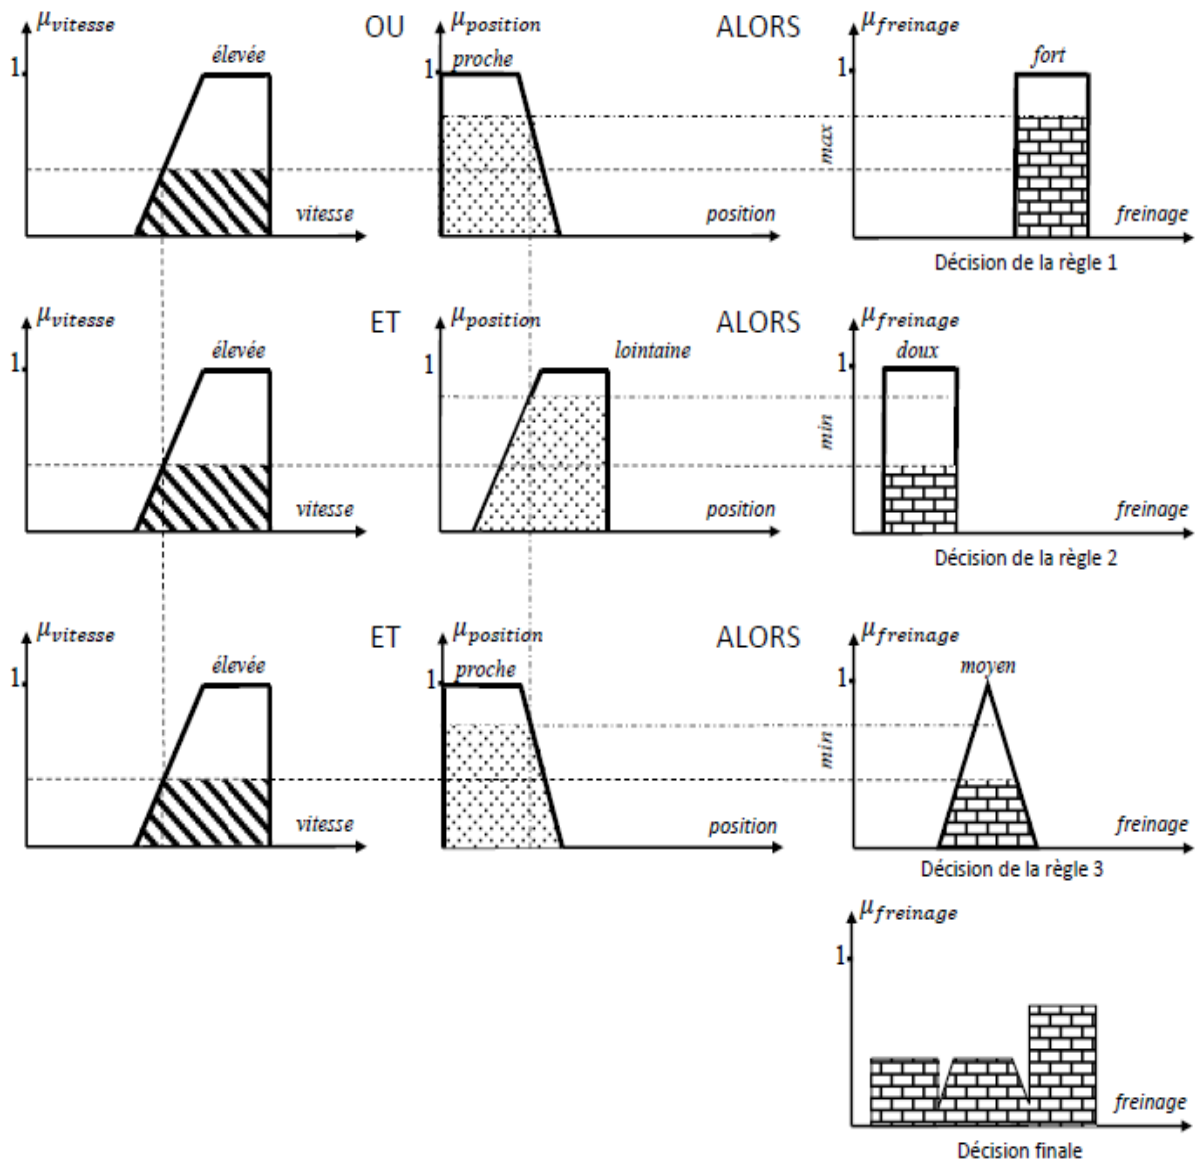 μvitesse OU μposition ALORS μfreinage
élevée proche fort
1. 1. 1.
max
vitesse position freinage
Décision de la règle 1
μvitesse ET μposition ALORS μfreinage
élevée lointaine doux
1. 1 1.
min
vitesse position freinage
Décision de la règle 2
μvitesse ET μposition ALORS μfreinage
élevée proche moyen
1. 1. 1.
min
vitesse position freinage
Décision de la règle 3
μfreinage
1.
freinage
Décision finale